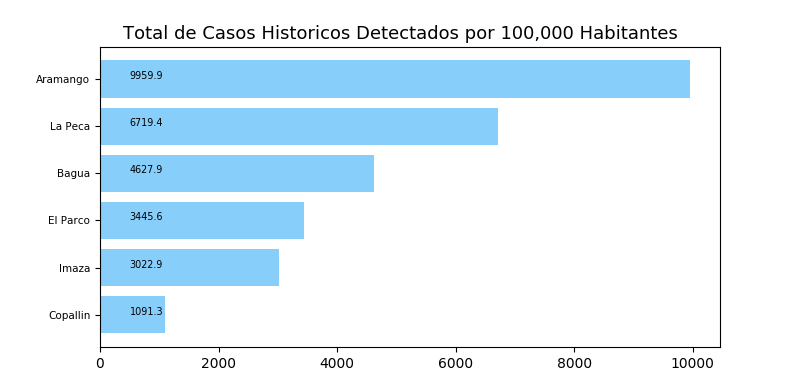 Total de Casos Historicos Detectados por 100,000 Habitantes
Aramango 9959.9
La Peca 6719.4
Bagua 4627.9
El Parco 3445.6
Imaza 3022.9
Copallin 1091.3
0 2000 4000 6000 8000 10000